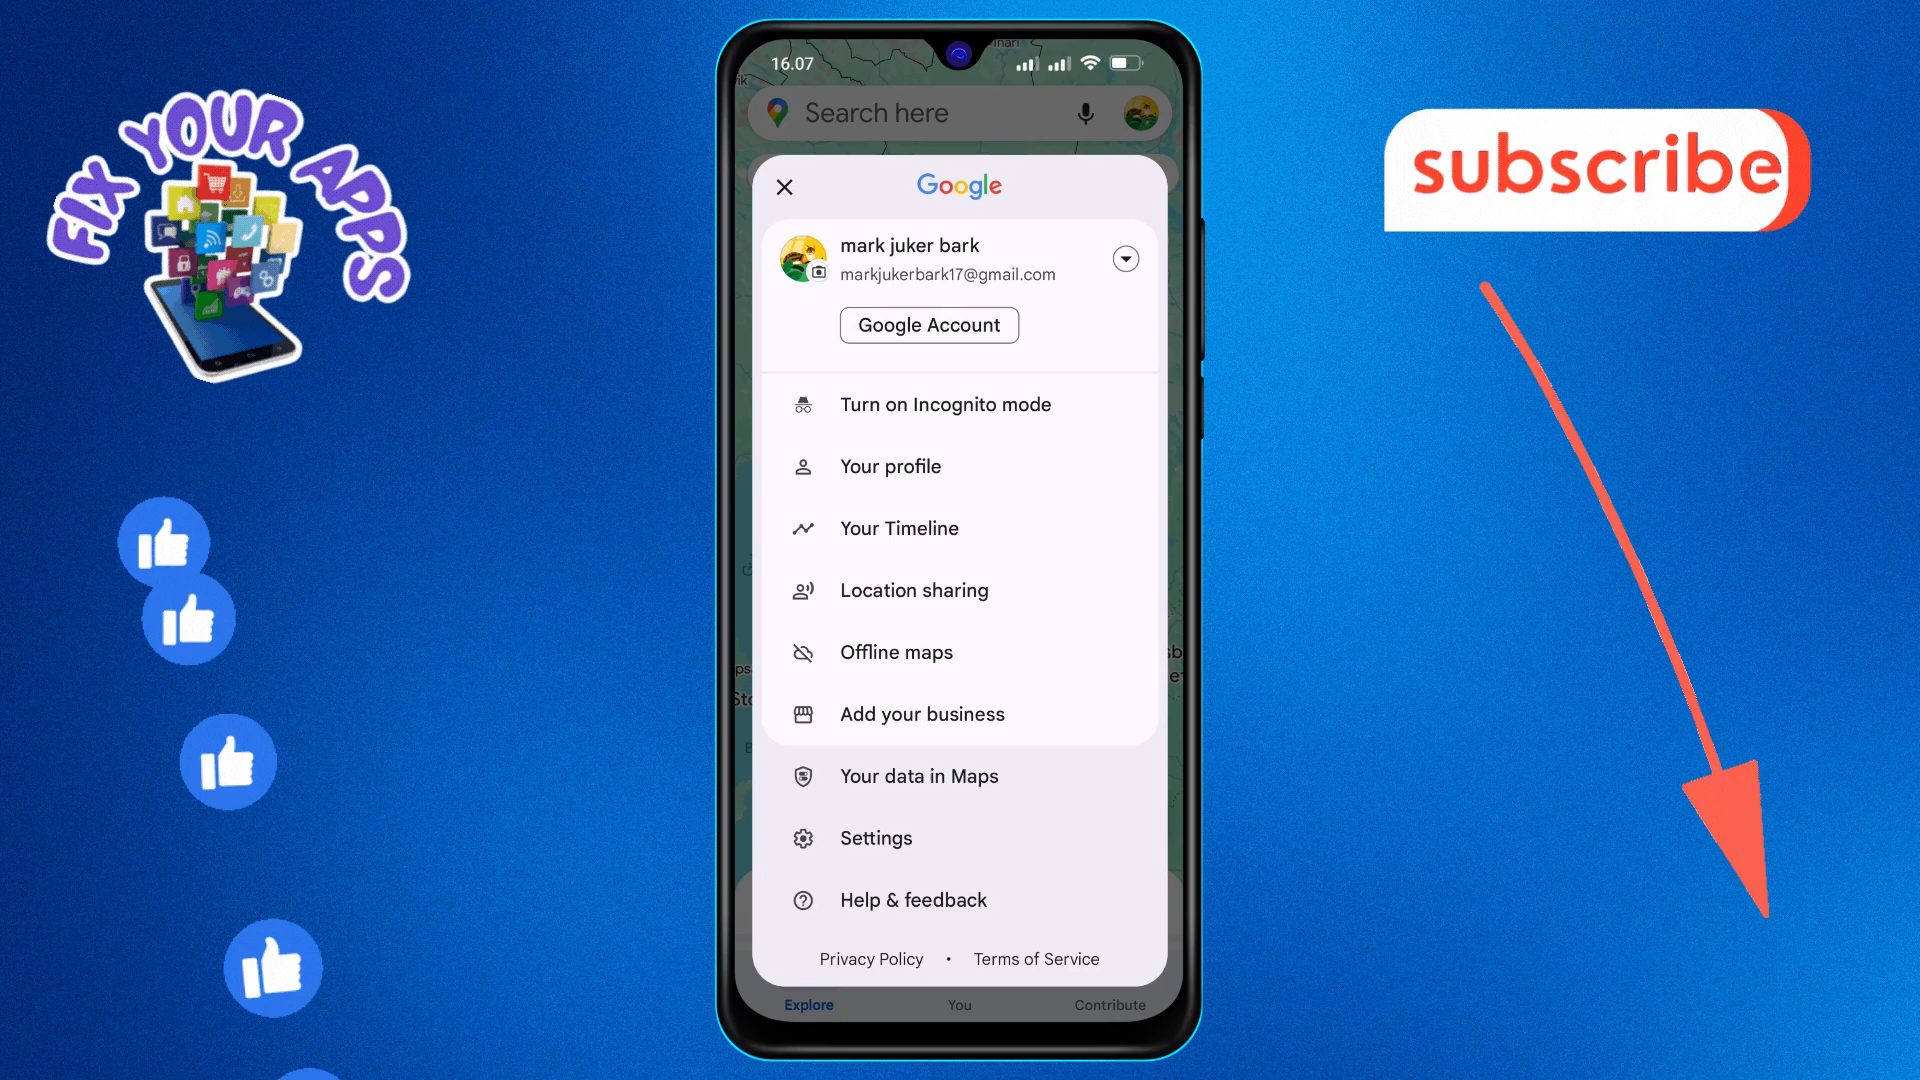 FIX YOUR APPS
subscribe
16.07
inari
Search here
Google
mark juker bark
markjukerbark17@gmail.com
Google Account
Turn on Incognito mode
Your profile
Your Timeline
Location sharing
Offline maps
Add your business
Your data in Maps
Settings
Help & feedback
Privacy Policy • Terms of Service
Explore You Contribute